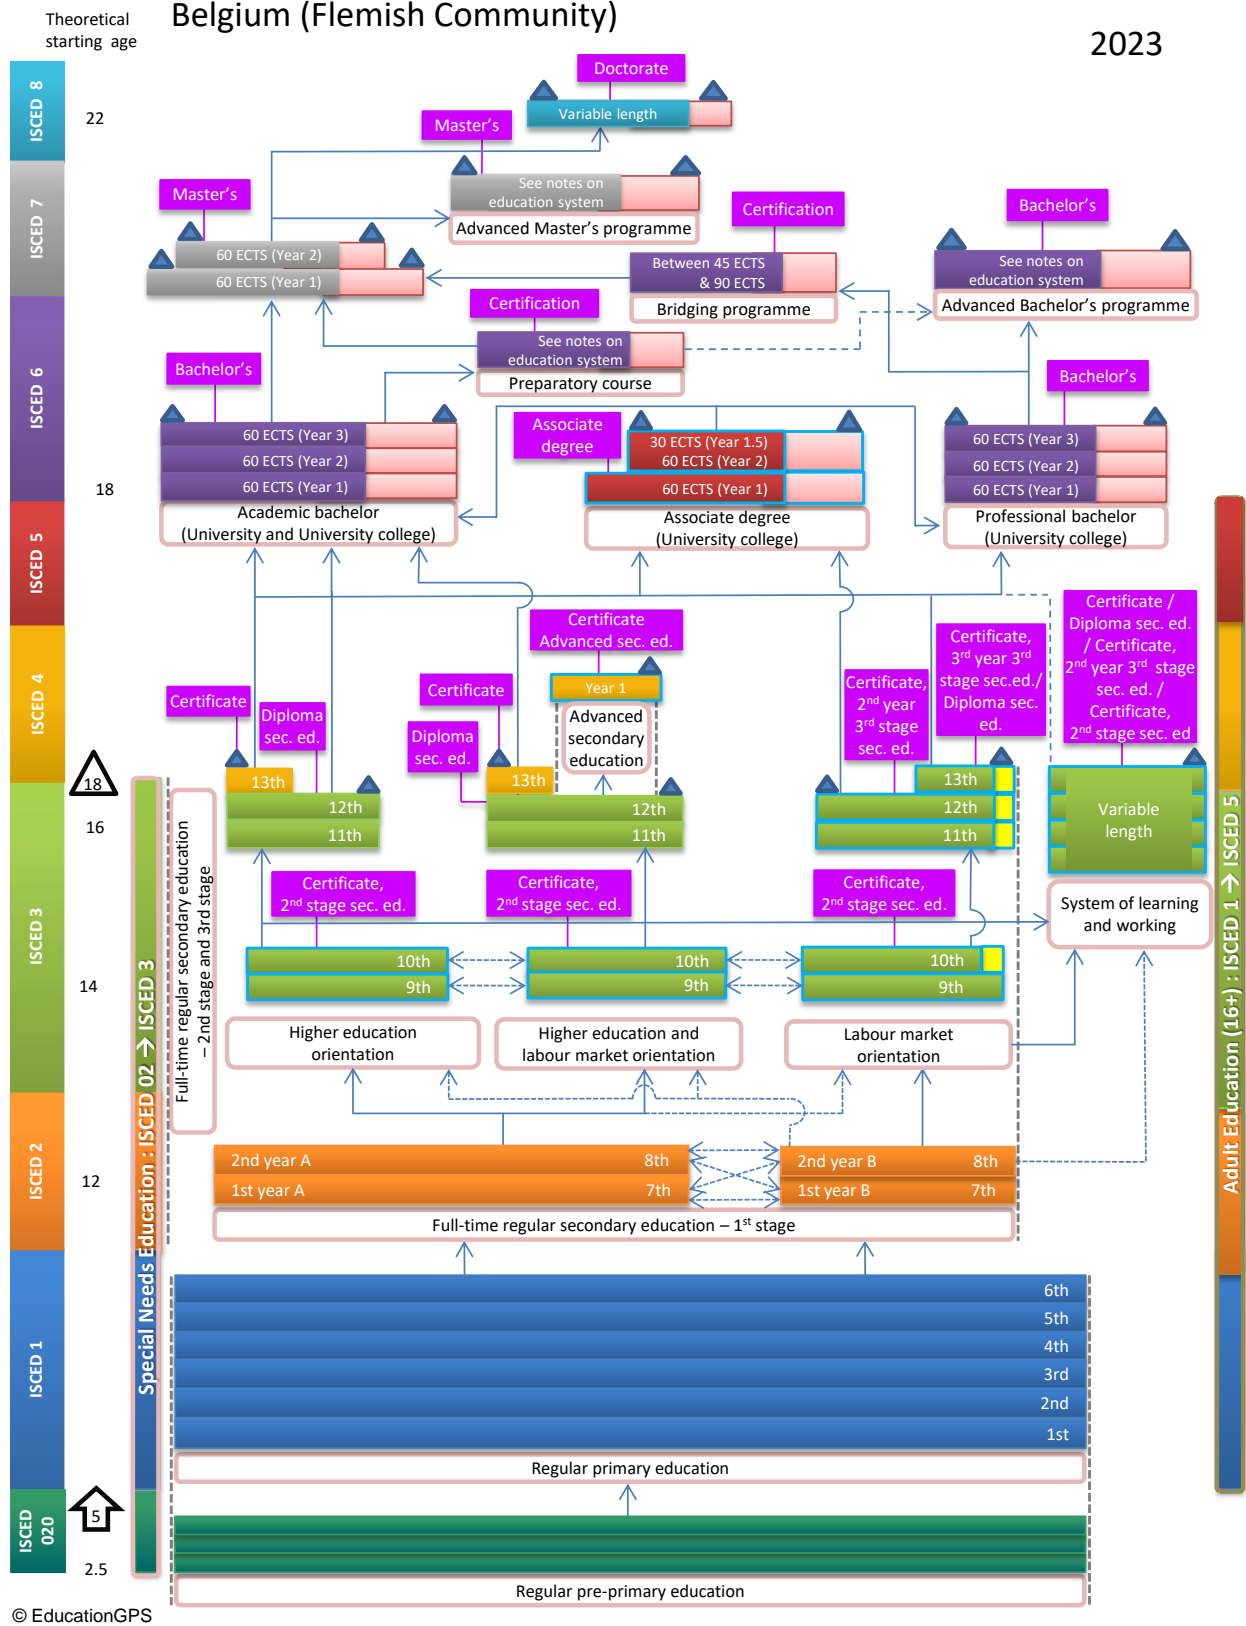 Theoretical
starting age
Belgium (Flemish Community)
2023
ISCED 8
22
Doctorate
Variable length
Master's
See notes on
education system
Advanced Master's programme
ISCED 7
Master's
60 ECTS (Year 2)
60 ECTS (Year 1)
Certification
Between 45 ECTS
& 90 ECTS
Bridging programme
Bachelor's
See notes on
education system
Advanced Bachelor's programme
Certification
See notes on
education system
Preparatory course
ISCED 6
18
Bachelor's
60 ECTS (Year 3)
60 ECTS (Year 2)
60 ECTS (Year 1)
Academic bachelor
(University and University college)
Associate
degree
30 ECTS (Year 1.5)
60 ECTS (Year 2)
60 ECTS (Year 1)
Associate degree
(University college)
Bachelor's
60 ECTS (Year 3)
60 ECTS (Year 2)
60 ECTS (Year 1)
Professional bachelor
(University college)
ISCED 5
ISCED 4
Certificate
Diploma
sec. ed.
13th
12th
11th
Certificate
Diploma
sec. ed.
13th
12th
11th
Certificate
Advanced sec. ed.
Year 1
Advanced
secondary
education
Certificate,
2nd year
3rd stage
sec. ed.
Certificate,
3rd year 3rd
stage sec.ed./
Diploma sec.
ed.
13th
12th
11th
Certificate /
Diploma sec. ed.
/ Certificate,
2nd year 3rd stage
sec. ed. /
Certificate,
2nd stage sec. ed
Variable
length
System of learning
and working
18
16
ISCED 3
14
Full-time regular secondary education
– 2nd stage and 3rd stage
Certificate,
2nd stage sec. ed.
10th
9th
Higher education
orientation
Certificate,
2nd stage sec. ed.
10th
9th
Higher education and
labour market orientation
Certificate,
2nd stage sec. ed.
10th
9th
Labour market
orientation
ISCED 2
12
2nd year A 8th
1st year A 7th
2nd year B 8th
1st year B 7th
Full-time regular secondary education – 1st stage
Special Needs Education : ISCED 02 → ISCED 3
Adult Education (16+) : ISCED 1 → ISCED 5
ISCED 1
6th
5th
4th
3rd
2nd
1st
Regular primary education
ISCED
020
5
2.5
Regular pre-primary education
© EducationGPS